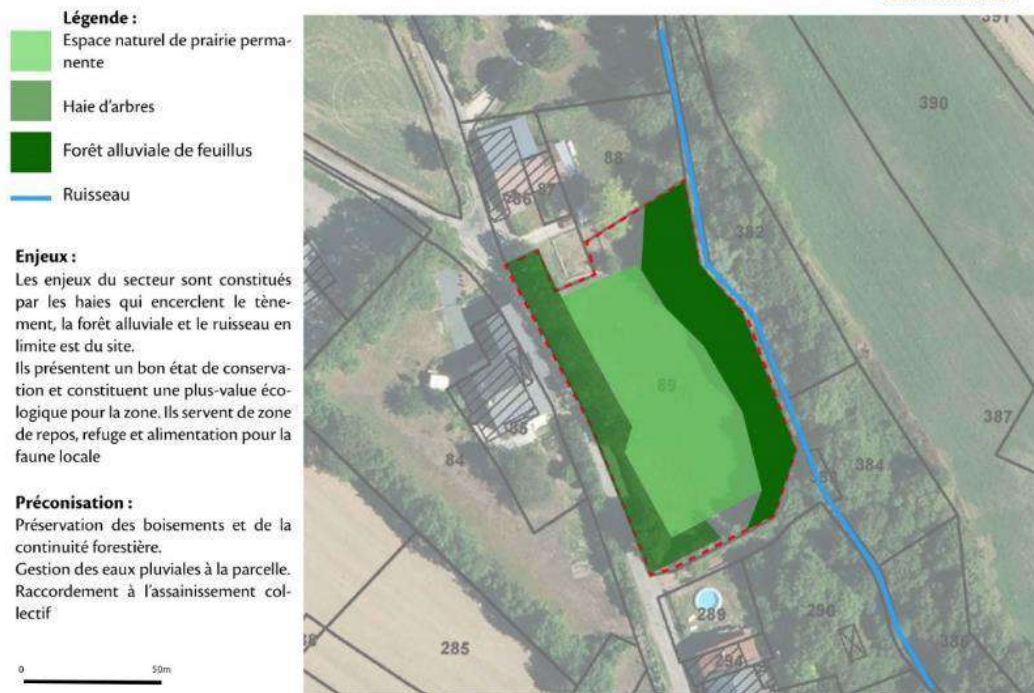 Légende :
Espace naturel de prairie perma-
nente
Haie d'arbres
Forêt alluviale de feuillus
Ruisseau
Enjeux :
Les enjeux du secteur sont constitués
par les haies qui encerclent le tène-
ment, la forêt alluviale et le ruisseau en
limite est du site.
Ils présentent un bon état de conserva-
tion et constituent une plus-value éco-
logique pour la zone. Ils servent de zone
de repos, refuge et alimentation pour la
faune locale
Préconisation :
Préservation des boisements et de la
continuité forestière.
Gestion des eaux pluviales à la parcelle.
Raccordement à l'assainissement col-
lectif
0 50m
391
390
88
87
382
89
387
85
84
384
289
290
285
294